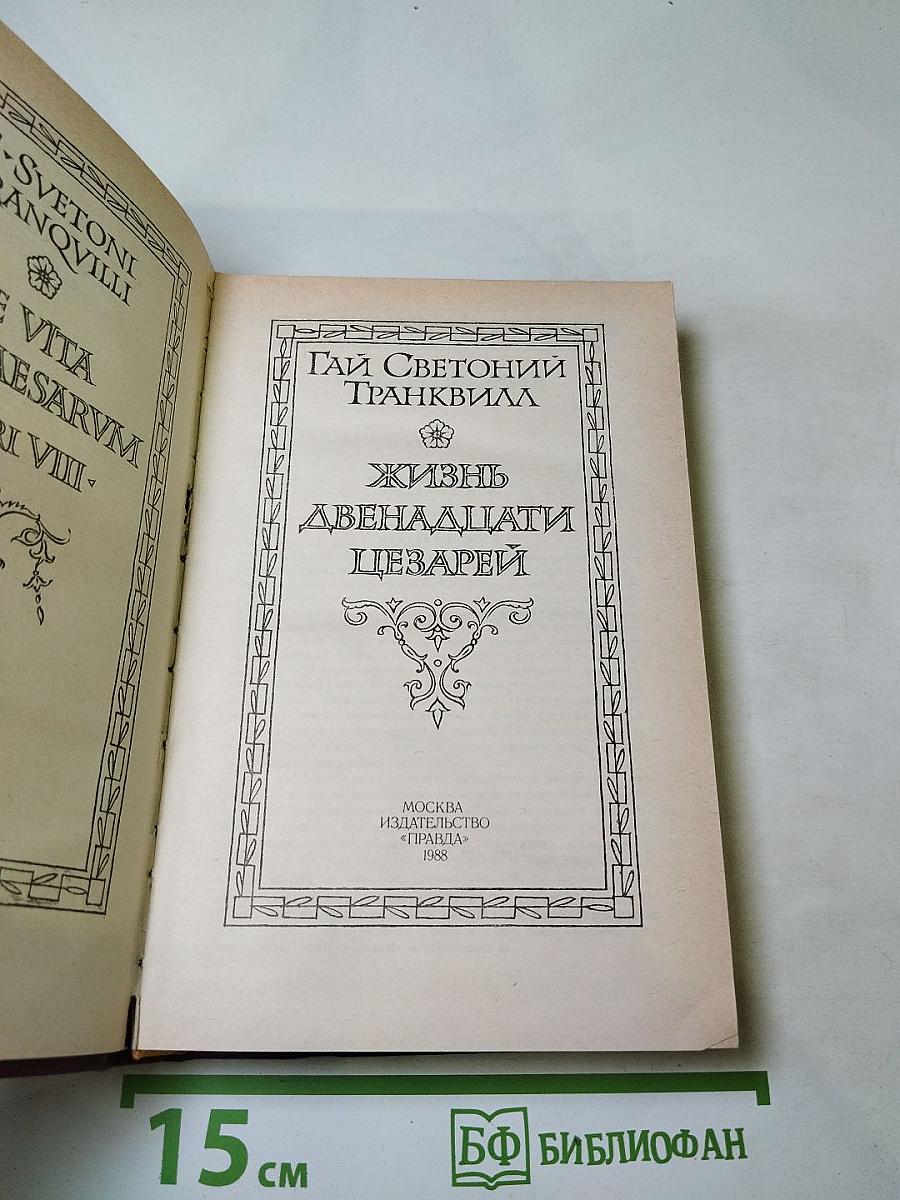 SVETONI
RANQVILLI
VITA
AESARVM
RI VIII
ГАЙ СВЕТОНИЙ
ТРАНКВИЛЛ
ЖИЗНЬ
ДВЕНАДЦАТИ
ЦЕЗАРЕЙ
МОСКВА
ИЗДАТЕЛЬСТВО
«ПРАВДА»
1988
15 см
БФ БИБЛИОФАН